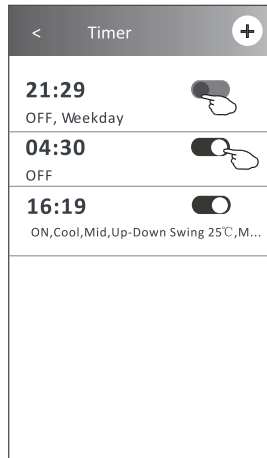 < Timer +
21:29
OFF, Weekday
04:30
OFF
16:19
ON,Cool,Mid,Up-Down Swing 25℃,M...